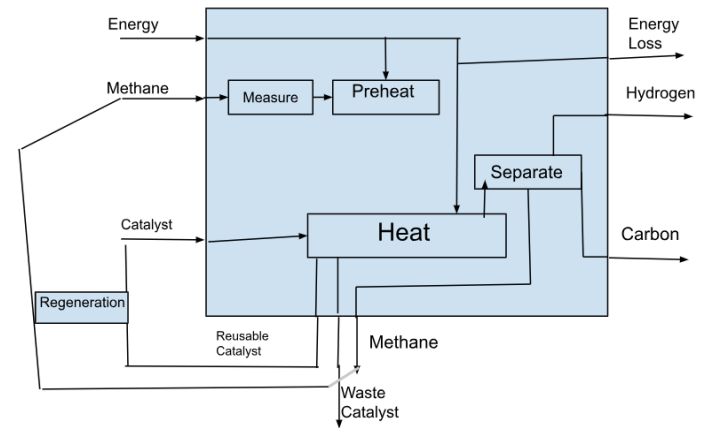 Energy
Energy
Loss
Methane
Measure
Preheat
Hydrogen
Separate
Catalyst
Heat
Carbon
Regeneration
Reusable
Catalyst
Methane
Waste
Catalyst